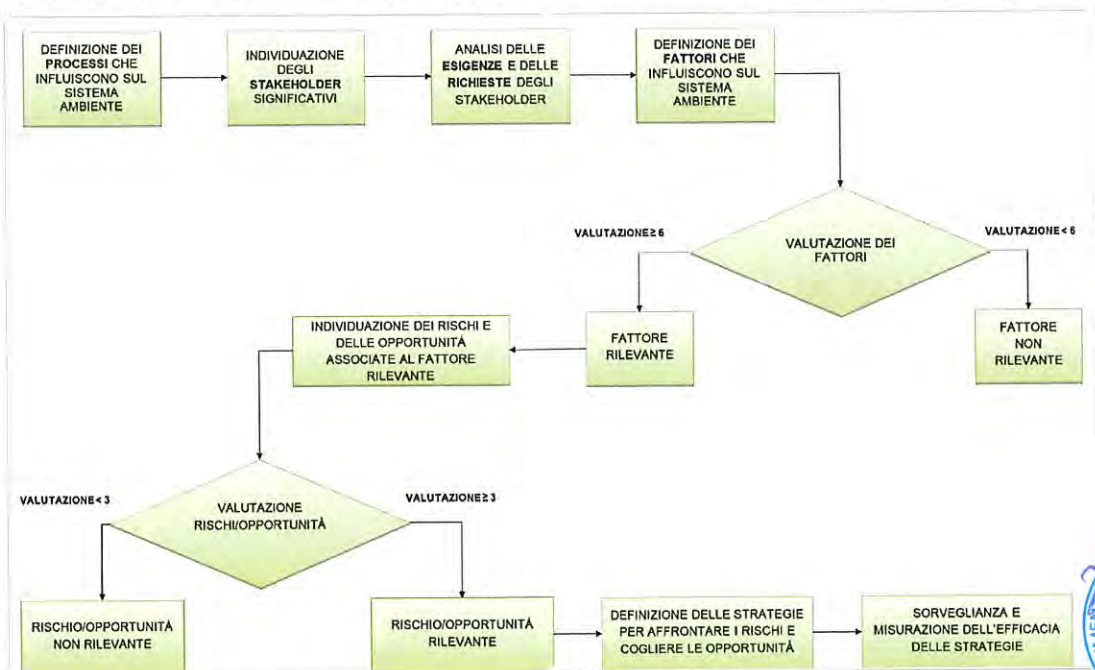 DEFINIZIONE DEI
PROCESSI CHE
INFLUISCONO SUL
SISTEMA
AMBIENTE
INDIVIDUAZIONE
DEGLI
STAKEHOLDER
SIGNIFICATIVI
ANALISI DELLE
ESIGENZE E DELLE
RICHIESTE DEGLI
STAKEHOLDER
DEFINIZIONE DEI
FATTORI CHE
INFLUISCONO SUL
SISTEMA
AMBIENTE
VALUTAZIONE≥6
VALUTAZIONE DEI
FATTORI
VALUTAZIONE<6
INDIVIDUAZIONE DEI RISCHI E
DELLE OPPORTUNITÀ
ASSOCIATE AL FATTORE
RILEVANTE
FATTORE
RILEVANTE
FATTORE
NON
RILEVANTE
VALUTAZIONE<3
VALUTAZIONE
RISCHI/OPPORTUNITÀ
VALUTAZIONE≥3
RISCHIO/OPPORTUNITÀ
NON RILEVANTE
RISCHIO/OPPORTUNITÀ
RILEVANTE
DEFINIZIONE DELLE STRATEGIE
PER AFFRONTARE I RISCHI E
COGLIERE LE OPPORTUNITÀ
SORVEGLIANZA E
MISURAZIONE DELL'EFFICACIA
DELLE STRATEGIE